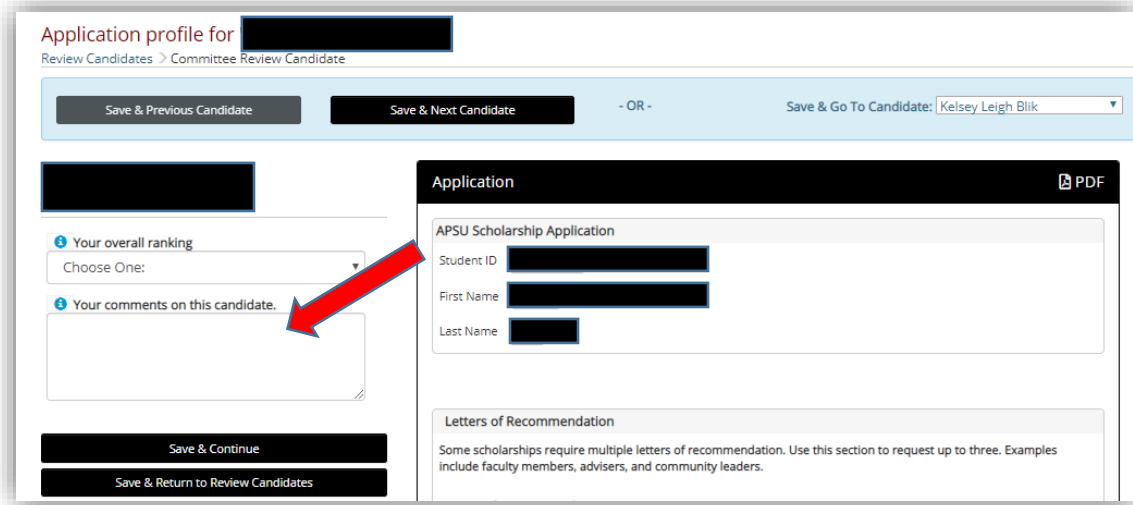 Application profile for
Review Candidates > Committee Review Candidate
Save & Previous Candidate
Save & Next Candidate
- OR -
Save & Go To Candidate: Kelsey Leigh Blik
Your overall ranking
Choose One:
Your comments on this candidate.
Save & Continue
Save & Return to Review Candidates
Application
PDF
APSU Scholarship Application
Student ID
First Name
Last Name
Letters of Recommendation
Some scholarships require multiple letters of recommendation. Use this section to request up to three. Examples
include faculty members, advisers, and community leaders.